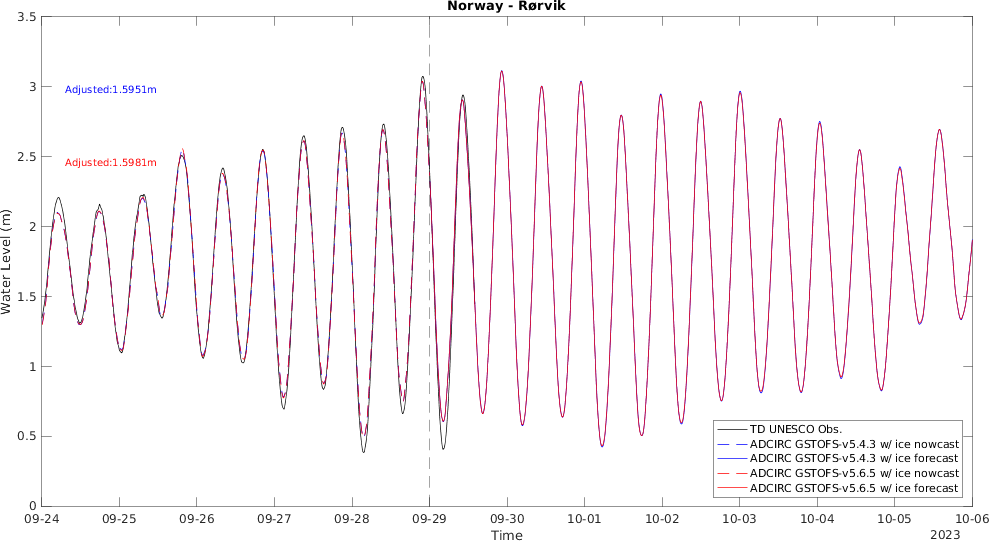 Norway - Rørvik
3.5
3
2.5
2
1.5
1
0.5
0
Water Level (m)
Adjusted:1.5951m
Adjusted:1.5981m
TD UNESCO Obs.
ADCIRC GSTOFS-v5.4.3 w/ ice nowcast
ADCIRC GSTOFS-v5.4.3 w/ ice forecast
ADCIRC GSTOFS-v5.6.5 w/ ice nowcast
ADCIRC GSTOFS-v5.6.5 w/ ice forecast
09-24 09-25 09-26 09-27 09-28 09-29 09-30 10-01 10-02 10-03 10-04 10-05 10-06
Time
2023